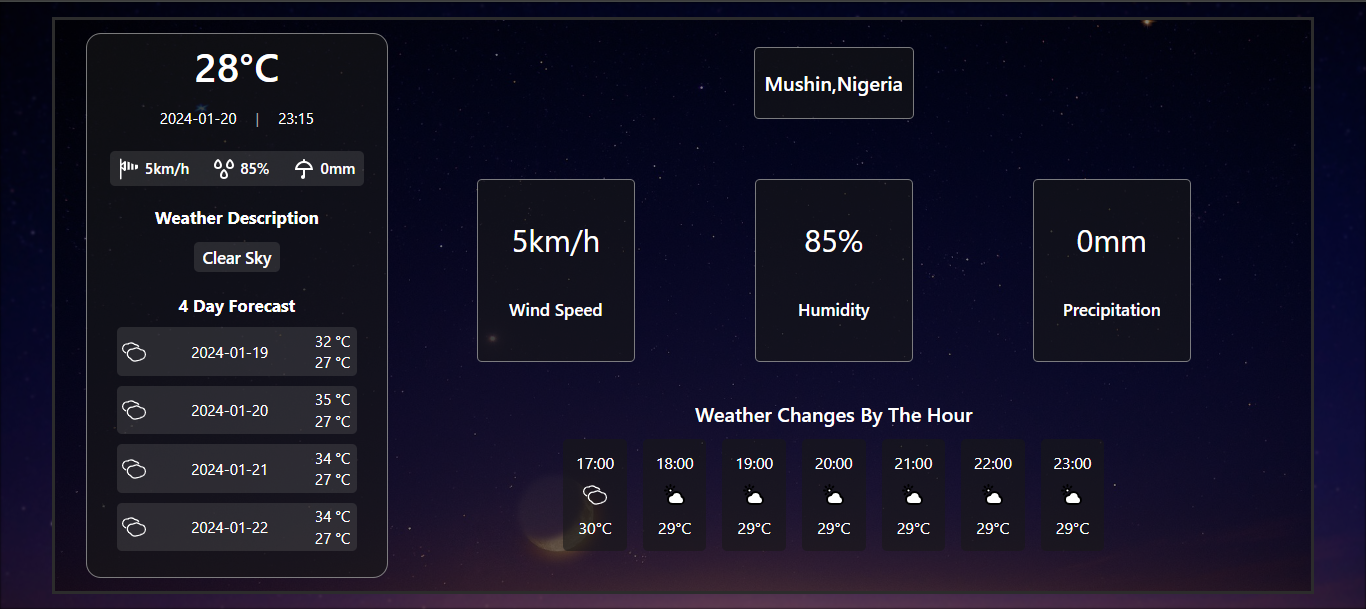 28°C
2024-01-20 | 23:15
5km/h 85% 0mm
Weather Description
Clear Sky
4 Day Forecast
2024-01-19 32 °C
27 °C
2024-01-20 35 °C
27 °C
2024-01-21 34 °C
27 °C
2024-01-22 34 °C
27 °C
Mushin,Nigeria
5km/h
Wind Speed
85%
Humidity
0mm
Precipitation
Weather Changes By The Hour
17:00 18:00 19:00 20:00 21:00 22:00 23:00
30°C 29°C 29°C 29°C 29°C 29°C 29°C